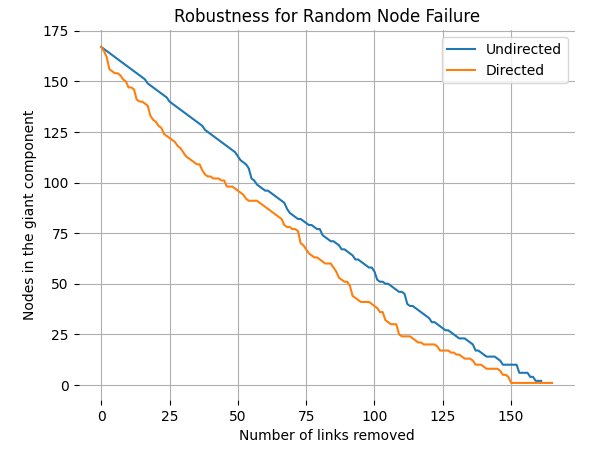 Robustness for Random Node Failure
Undirected
Directed
Nodes in the giant component
175
150
125
100
75
50
25
0
0 25 50 75 100 125 150
Number of links removed